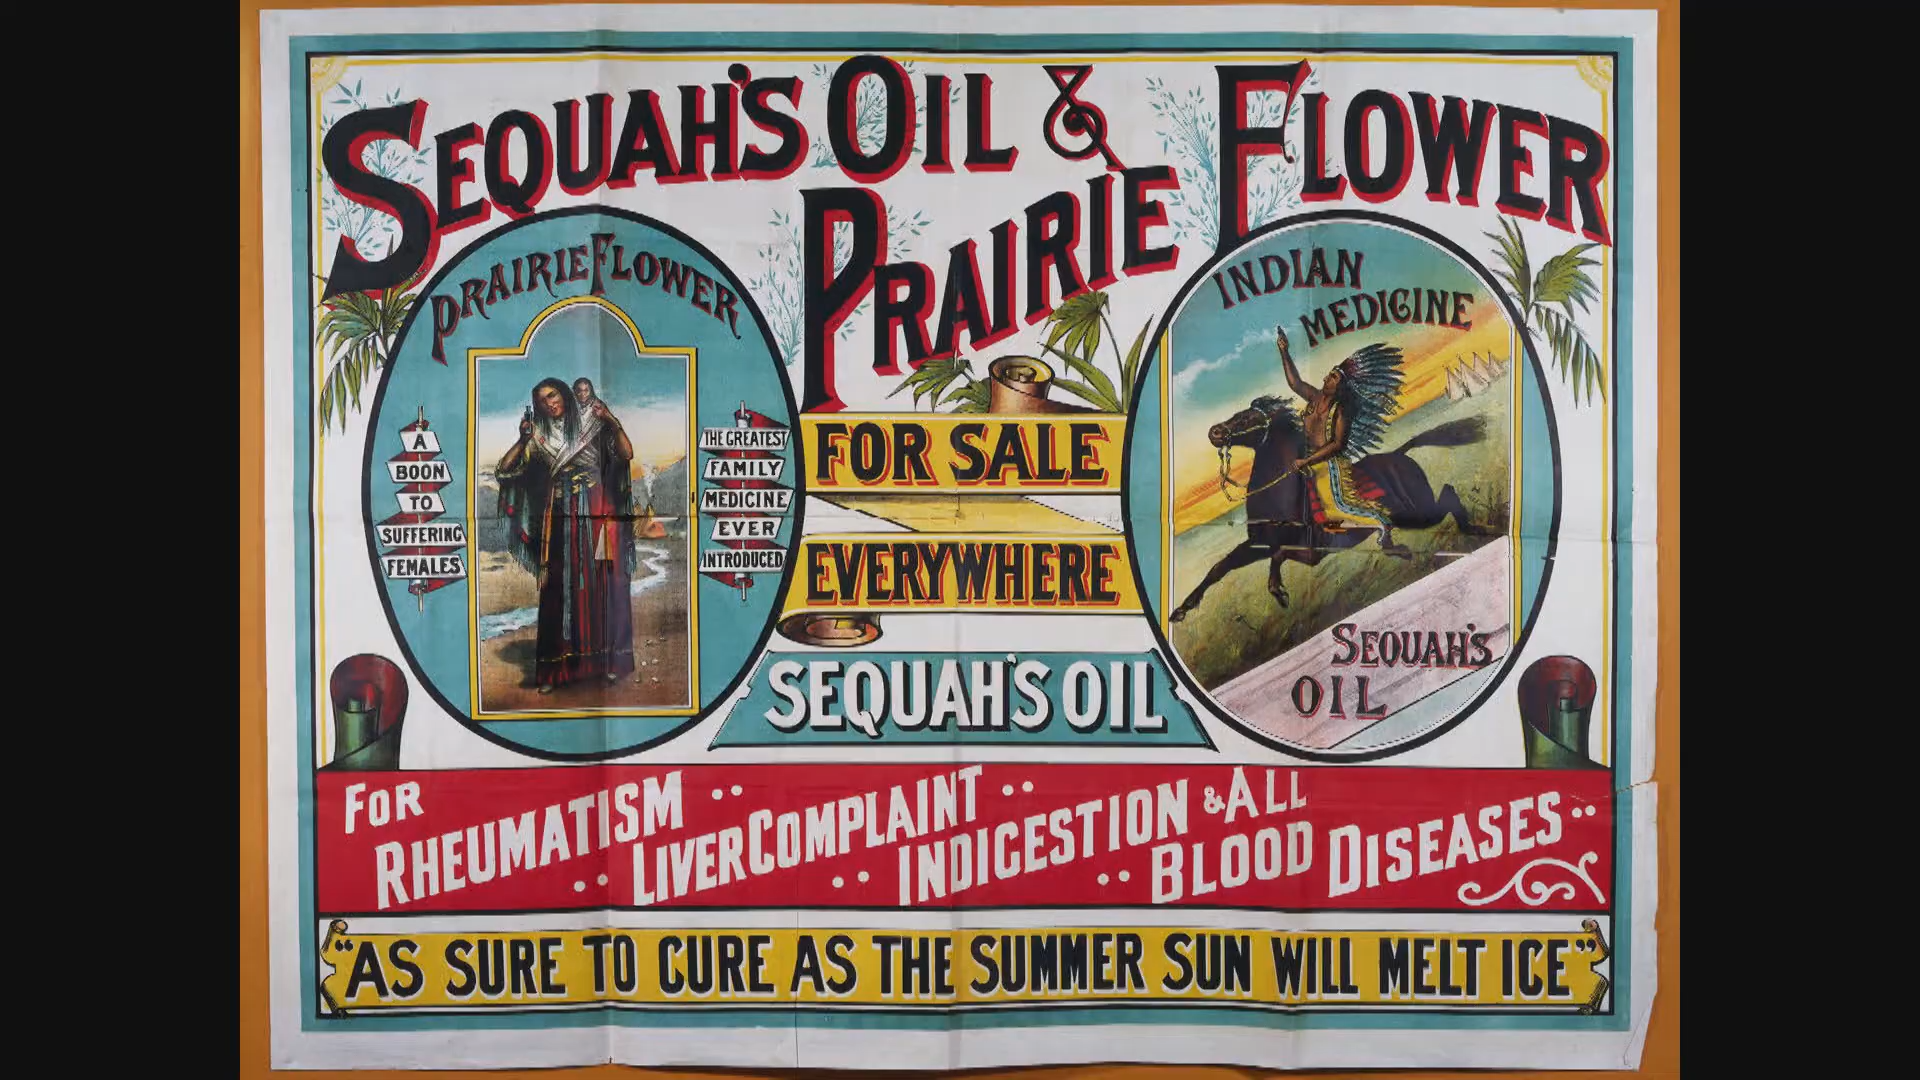 SEQUAH'S OIL & PRAIRIE FLOWER
PRAIRIE FLOWER
A
BOON
TO
SUFFERING
FEMALES
THE GREATEST
FAMILY
MEDICINE
EVER
INTRODUCED
FOR SALE
EVERYWHERE
INDIAN
MEDICINE
SEQUAH'S
OIL
SEQUAH'S OIL
FOR
RHEUMATISM ··
·· LIVER COMPLAINT ··
·· INDIGESTION & ALL
·· BLOOD DISEASES ··
"AS SURE TO CURE AS THE SUMMER SUN WILL MELT ICE"